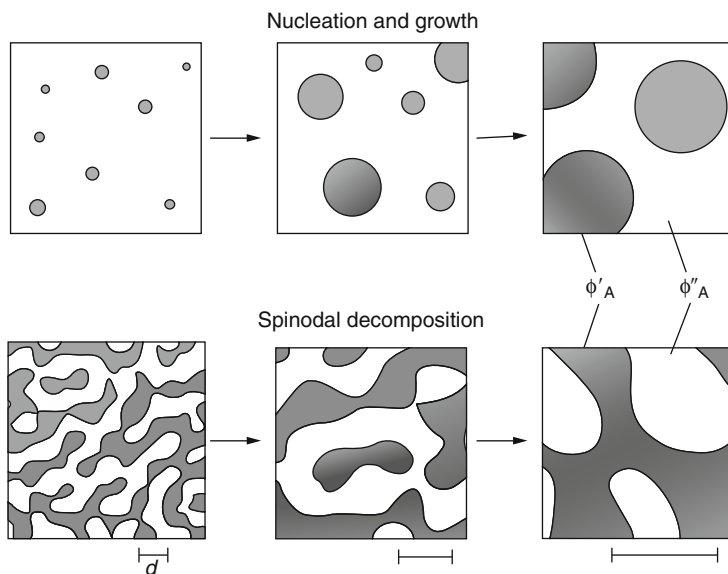 Nucleation and growth
ϕ′A ϕ″A
Spinodal decomposition
d